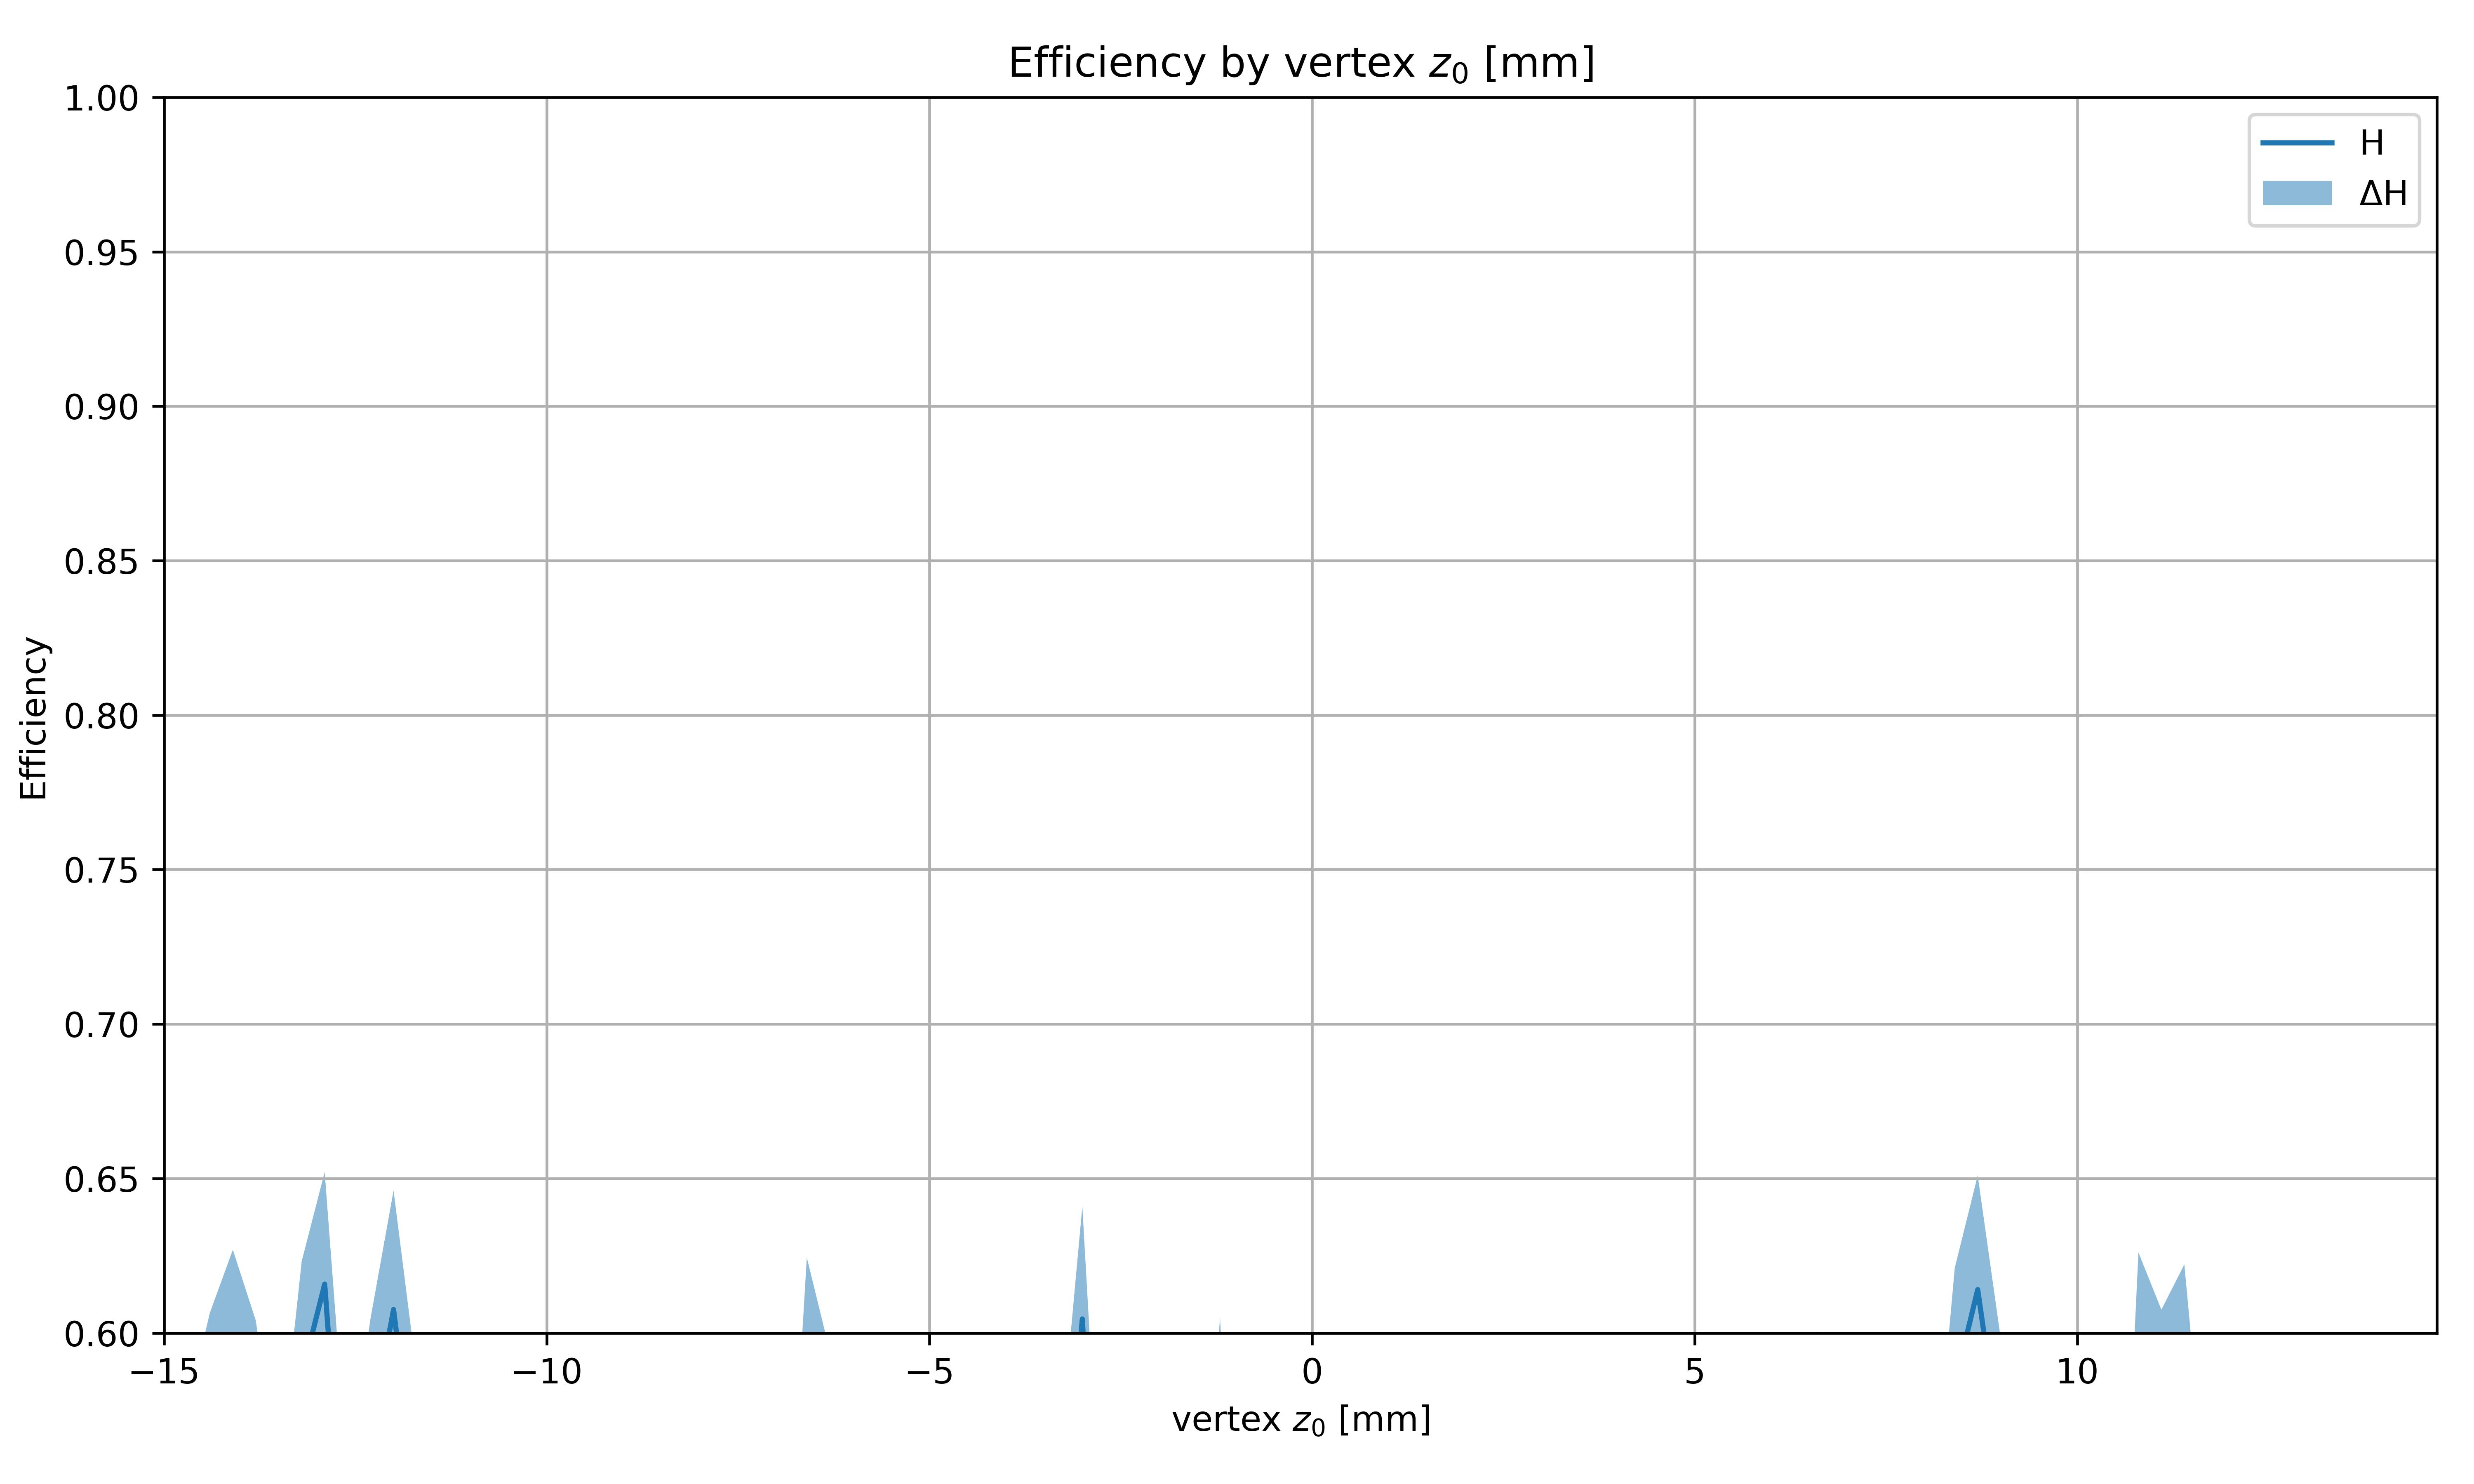 Efficiency by vertex z₀ [mm]
1.00
0.95
0.90
0.85
0.80
0.75
0.70
0.65
0.60
Efficiency
H
ΔH
−15 −10 −5 0 5 10
vertex z₀ [mm]